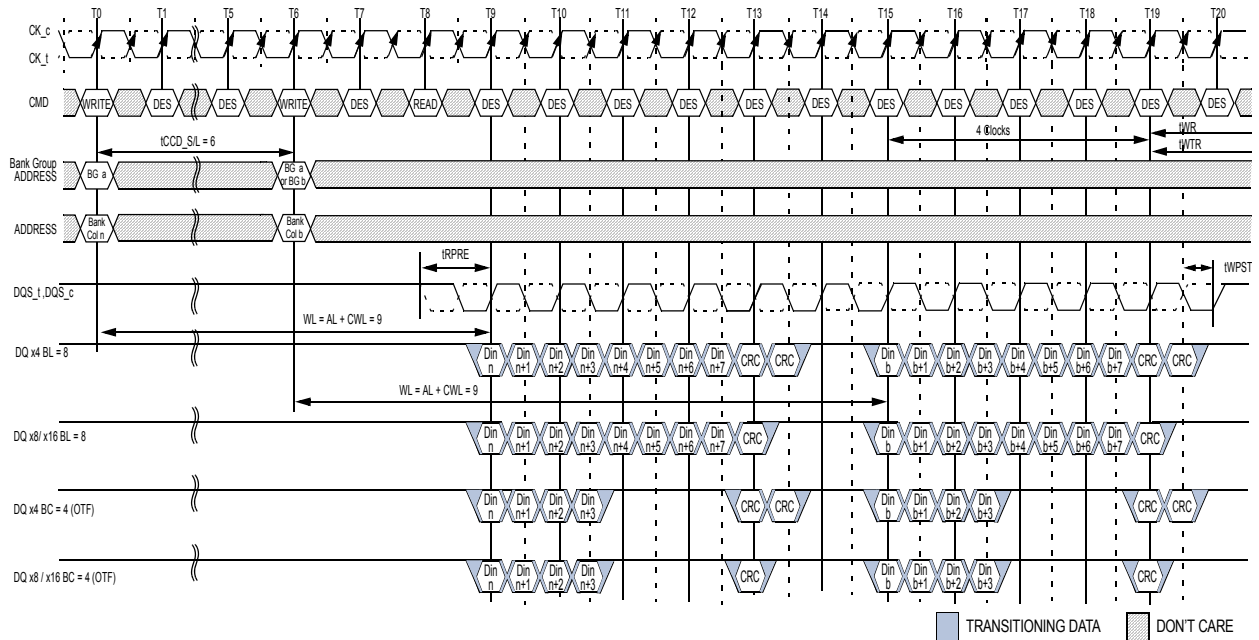 T0 T1 T5 T6 T7 T8 T9 T10 T11 T12 T13 T14 T15 T16 T17 T18 T19 T20
CK_c
CK_t
CMD WRITE DES DES WRITE DES READ DES DES DES DES DES DES DES DES DES DES DES DES
4 Clocks
tWR
tWTR
tCCD_S/L = 6
Bank Group
ADDRESS
BG a
BG a
or BG b
ADDRESS
Bank
Col n
Bank
Col b
tRPRE
tWPST
DQS_t ,DQS_c
WL = AL + CWL = 9
DQ x4 BL = 8
Din n Din n+1 Din n+2 Din n+3 Din n+4 Din n+5 Din n+6 Din n+7 CRC CRC Din b Din b+1 Din b+2 Din b+3 Din b+4 Din b+5 Din b+6 Din b+7 CRC CRC
WL = AL + CWL = 9
DQ x8/ x16 BL = 8
Din n Din n+1 Din n+2 Din n+3 Din n+4 Din n+5 Din n+6 Din n+7 CRC Din b Din b+1 Din b+2 Din b+3 Din b+4 Din b+5 Din b+6 Din b+7 CRC
DQ x4 BC = 4 (OTF)
Din n Din n+1 Din n+2 Din n+3 CRC CRC Din b Din b+1 Din b+2 Din b+3 CRC CRC
DQ x8 / x16 BC = 4 (OTF)
Din n Din n+1 Din n+2 Din n+3 CRC Din b Din b+1 Din b+2 Din b+3 CRC
TRANSITIONING DATA
DON'T CARE